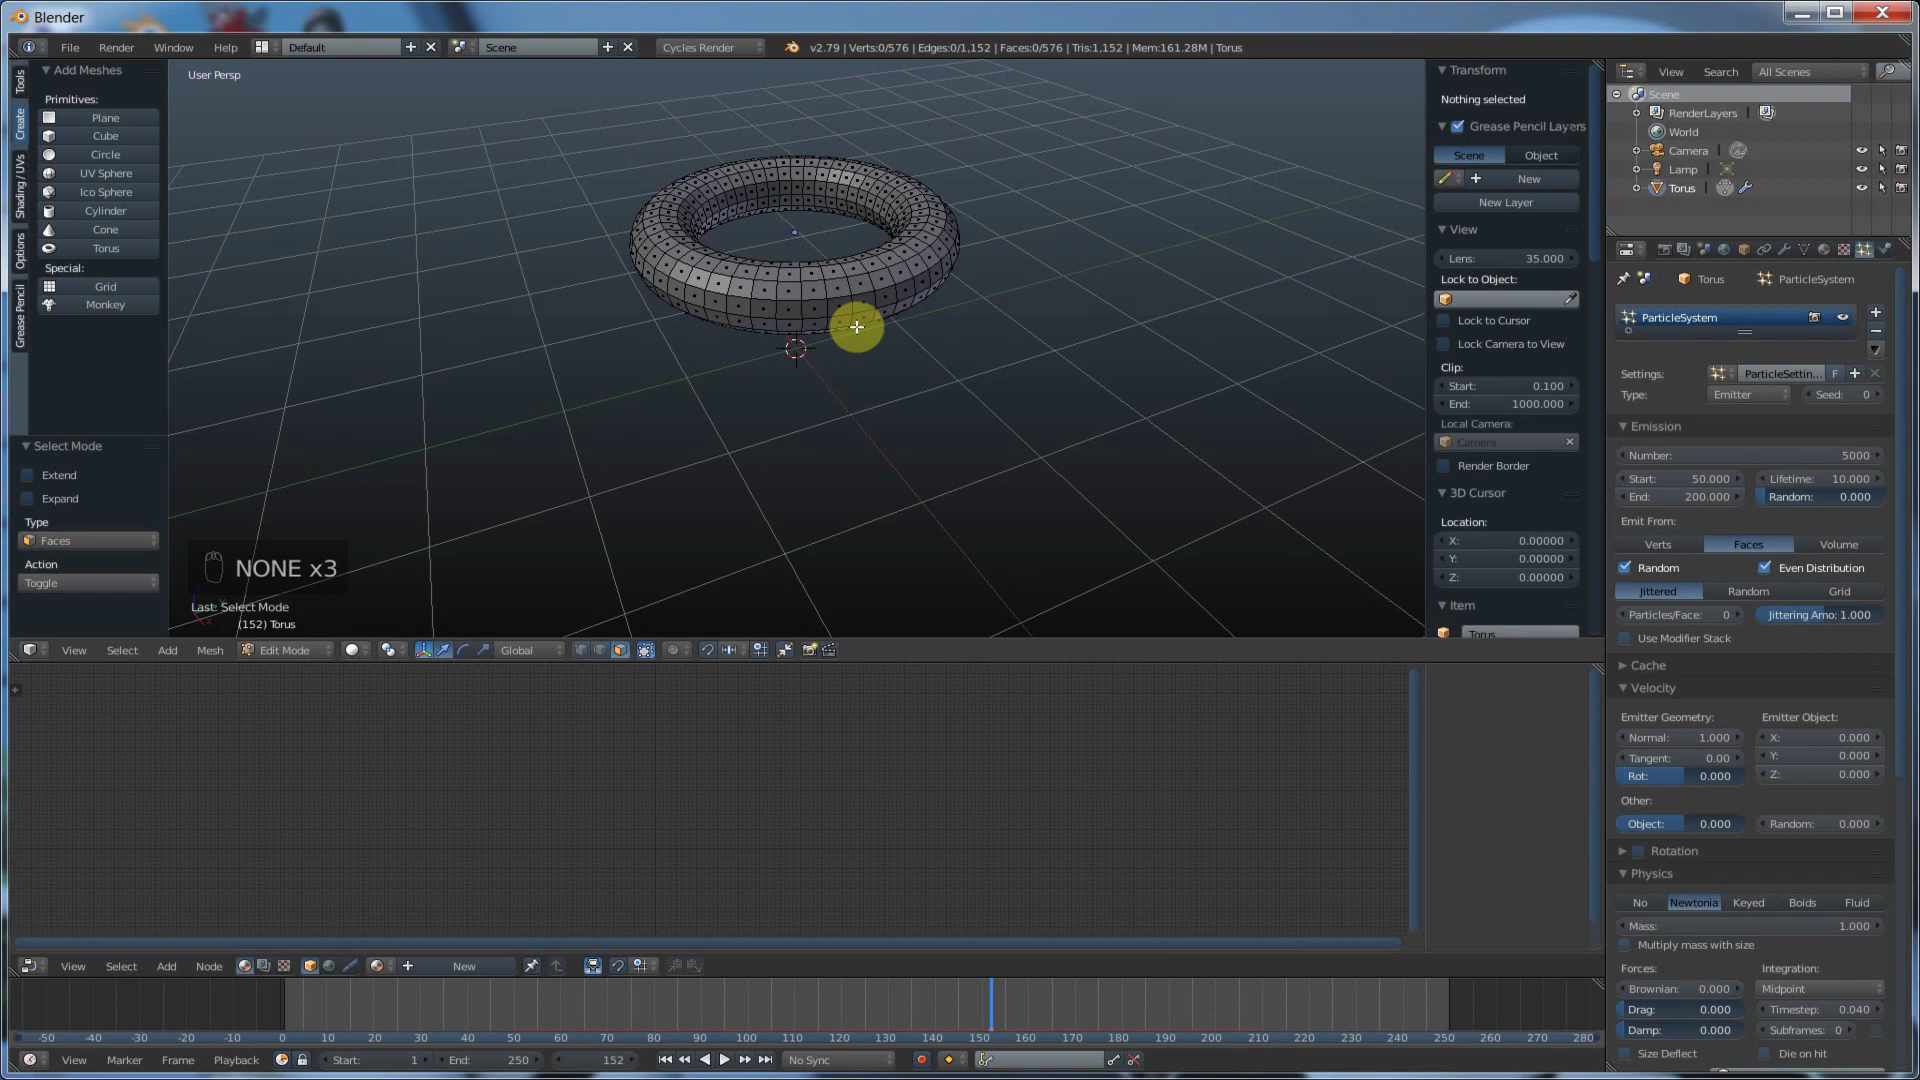 Blender
File Render Window Help Default Scene Cycles Render v2.79 | Verts:0/576 | Edges:0/1,152 | Faces:0/576 | Tris:1,152 | Mem:161.28M | Torus
Tools
Create
Shading / UVs
Options
Grease Pencil
Add Meshes
Primitives:
Plane
Cube
Circle
UV Sphere
Ico Sphere
Cylinder
Cone
Torus
Special:
Grid
Monkey
Select Mode
Extend
Expand
Type
Faces
Action
Toggle
User Persp
NONE x3
Last: Select Mode
(152) Torus
Transform
Nothing selected
Grease Pencil Layers
Scene Object
New
New Layer
View
Lens: 35.000
Lock to Object:
Lock to Cursor
Lock Camera to View
Clip:
Start: 0.100
End: 1000.000
Local Camera:
Camera
Render Border
3D Cursor
Location:
X: 0.00000
Y: 0.00000
Z: 0.00000
Item
Torus
View Search All Scenes
Scene
RenderLayers
World
Camera
Lamp
Torus
Torus ParticleSystem
ParticleSystem
Settings: ParticleSettin... F
Type: Emitter Seed: 0
Emission
Number: 5000
Start: 50.000 Lifetime: 10.000
End: 200.000 Random: 0.000
Emit From:
Verts Faces Volume
Random Even Distribution
Jittered Random Grid
Particles/Face: 0 Jittering Amo: 1.000
Use Modifier Stack
Cache
Velocity
Emitter Geometry: Emitter Object:
Normal: 1.000 X: 0.000
Tangent: 0.00 Y: 0.000
Rot: 0.000 Z: 0.000
Other:
Object: 0.000 Random: 0.000
Rotation
Physics
No Newtonia Keyed Boids Fluid
Mass: 1.000
Multiply mass with size
Forces: Integration:
Brownian: 0.000 Midpoint
Drag: 0.000 Timestep: 0.040
Damp: 0.000 Subframes: 0
Size Deflect Die on hit
View Select Add Mesh Edit Mode Global
View Select Add Node New
-50 -40 -30 -20 -10 0 10 20 30 40 50 60 70 80 90 100 110 120 130 140 150 160 170 180 190 200 210 220 230 240 250 260 270 280
View Marker Frame Playback Start: 1 End: 250 152 No Sync